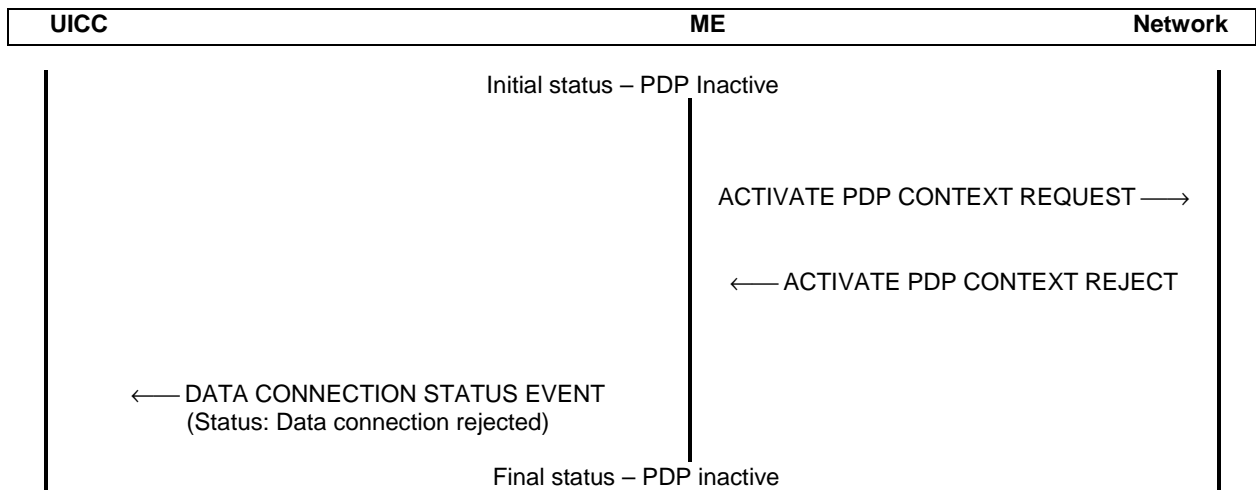 UICC ME Network
Initial status – PDP Inactive
ACTIVATE PDP CONTEXT REQUEST ⟶
⟵ ACTIVATE PDP CONTEXT REJECT
⟵ DATA CONNECTION STATUS EVENT
(Status: Data connection rejected)
Final status – PDP inactive